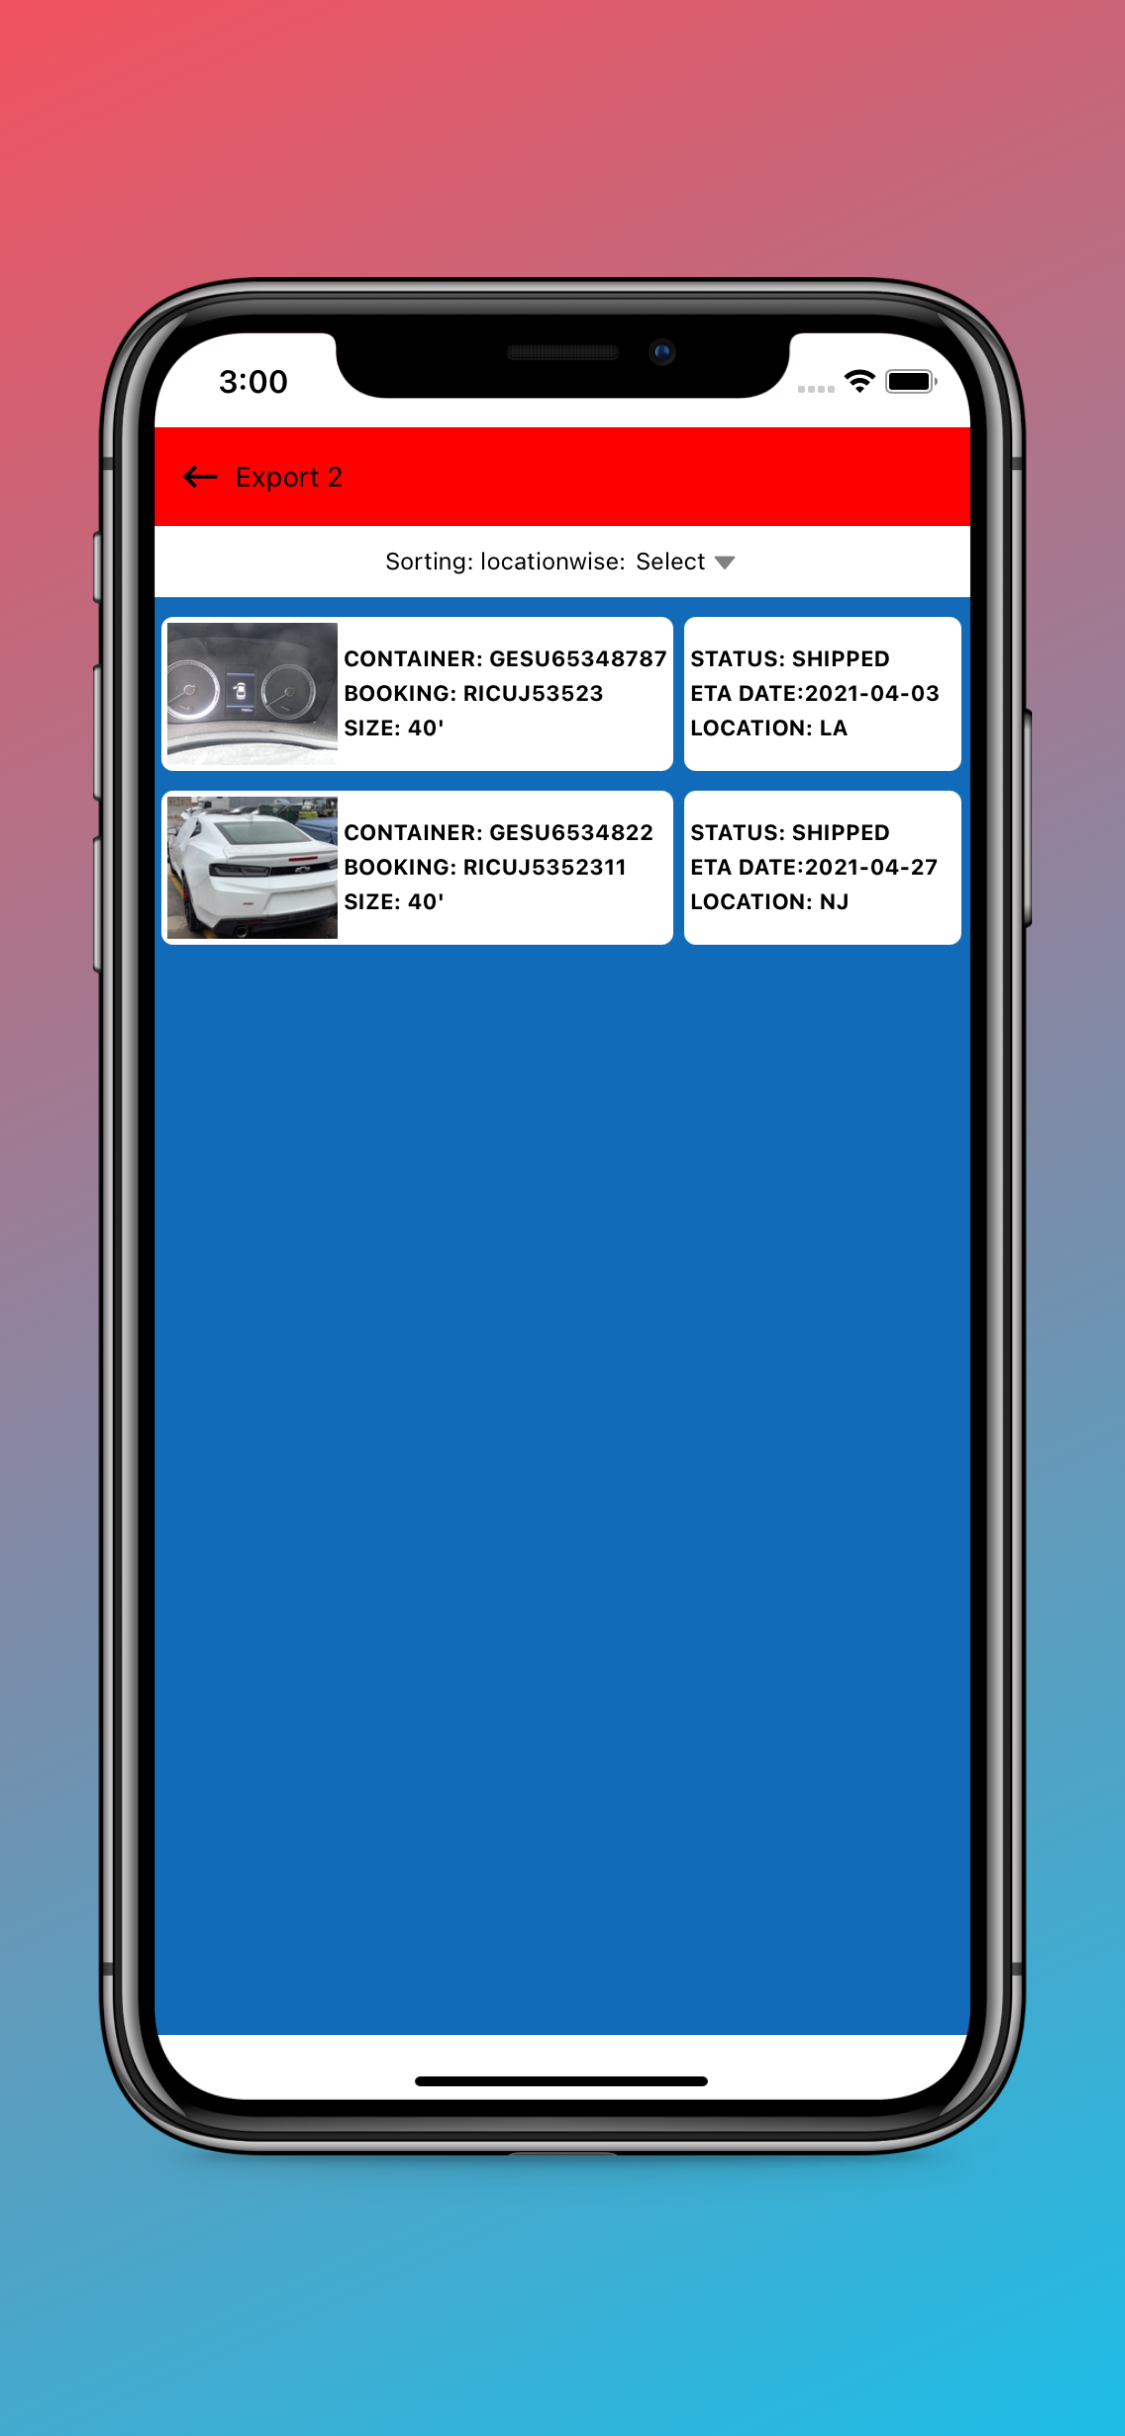 3:00
Export 2
Sorting: locationwise: Select
CONTAINER: GESU65348787
BOOKING: RICUJ53523
SIZE: 40'
STATUS: SHIPPED
ETA DATE:2021-04-03
LOCATION: LA
CONTAINER: GESU6534822
BOOKING: RICUJ5352311
SIZE: 40'
STATUS: SHIPPED
ETA DATE:2021-04-27
LOCATION: NJ